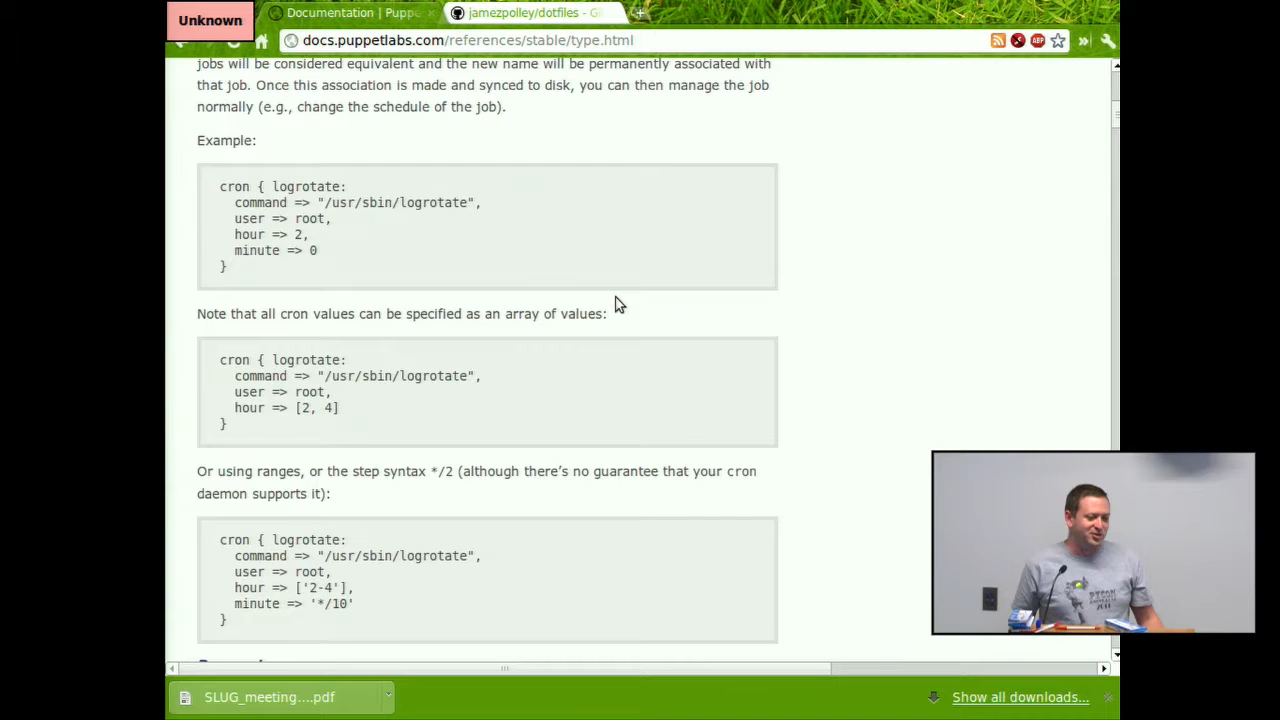 Unknown
Documentation | Puppe
jamezpolley/dotfiles - G
docs.puppetlabs.com/references/stable/type.html
ABP
jobs will be considered equivalent and the new name will be permanently associated with
that job. Once this association is made and synced to disk, you can then manage the job
normally (e.g., change the schedule of the job).
Example:
cron { logrotate:
command => "/usr/sbin/logrotate",
user => root,
hour => 2,
minute => 0
}
Note that all cron values can be specified as an array of values:
cron { logrotate:
command => "/usr/sbin/logrotate",
user => root,
hour => [2, 4]
}
Or using ranges, or the step syntax */2 (although there's no guarantee that your cron
daemon supports it):
cron { logrotate:
command => "/usr/sbin/logrotate",
user => root,
hour => ['2-4'],
minute => '*/10'
}
SLUG_meeting....pdf
Show all downloads...